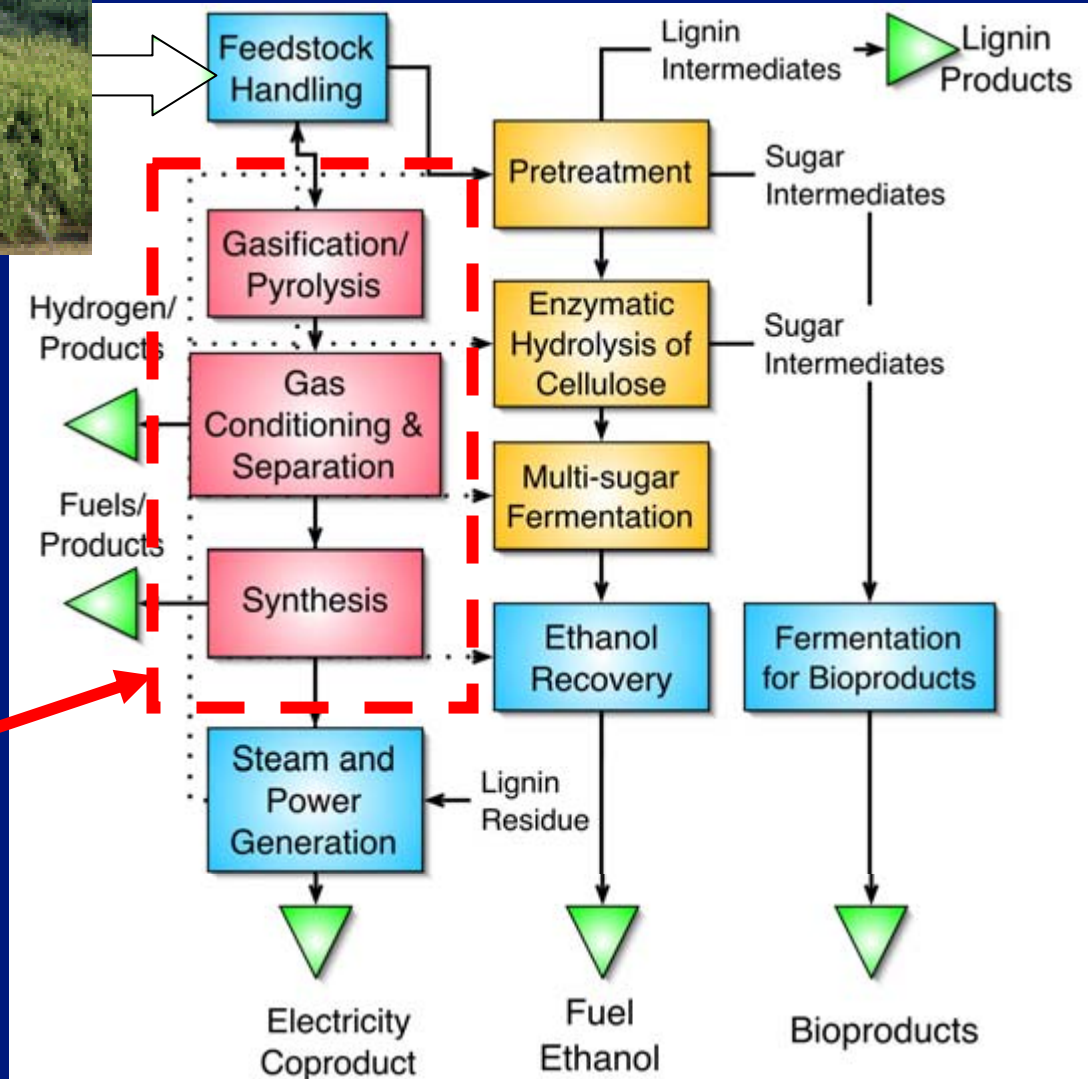 Feedstock
Handling
Lignin
Intermediates
Lignin
Products
Pretreatment
Sugar
Intermediates
Gasification/
Pyrolysis
Hydrogen/
Products
Enzymatic
Hydrolysis of
Cellulose
Sugar
Intermediates
Gas
Conditioning &
Separation
Fuels/
Products
Multi-sugar
Fermentation
Synthesis
Ethanol
Recovery
Fermentation
for Bioproducts
Steam and
Power
Generation
Lignin
Residue
Electricity
Coproduct
Fuel
Ethanol
Bioproducts